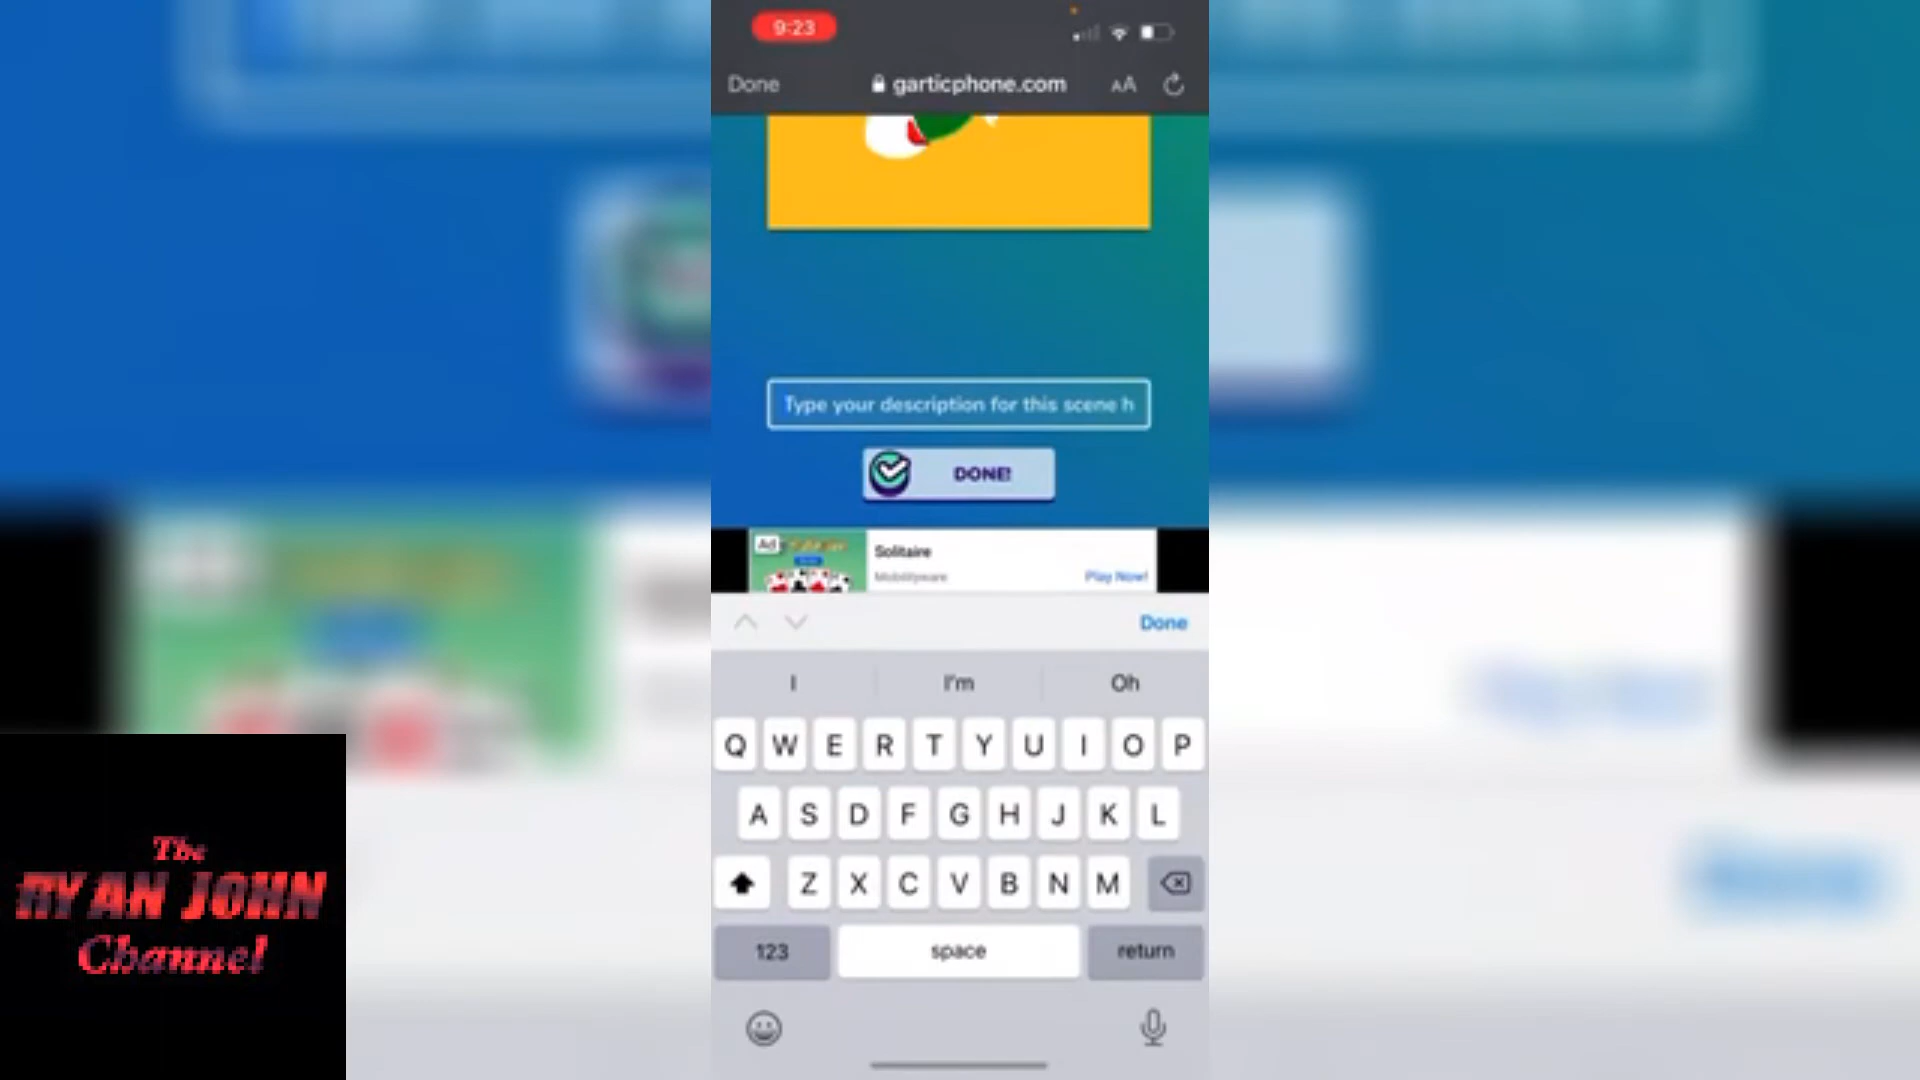 9:23
Done garticphone.com AA
Type your description for this scene h
DONE!
Ad
Solitaire
MobilityWare Play Now!
Done
I I'm Oh
Q W E R T Y U I O P
A S D F G H J K L
Z X C V B N M
123 space return
The
RYAN JOHN
Channel